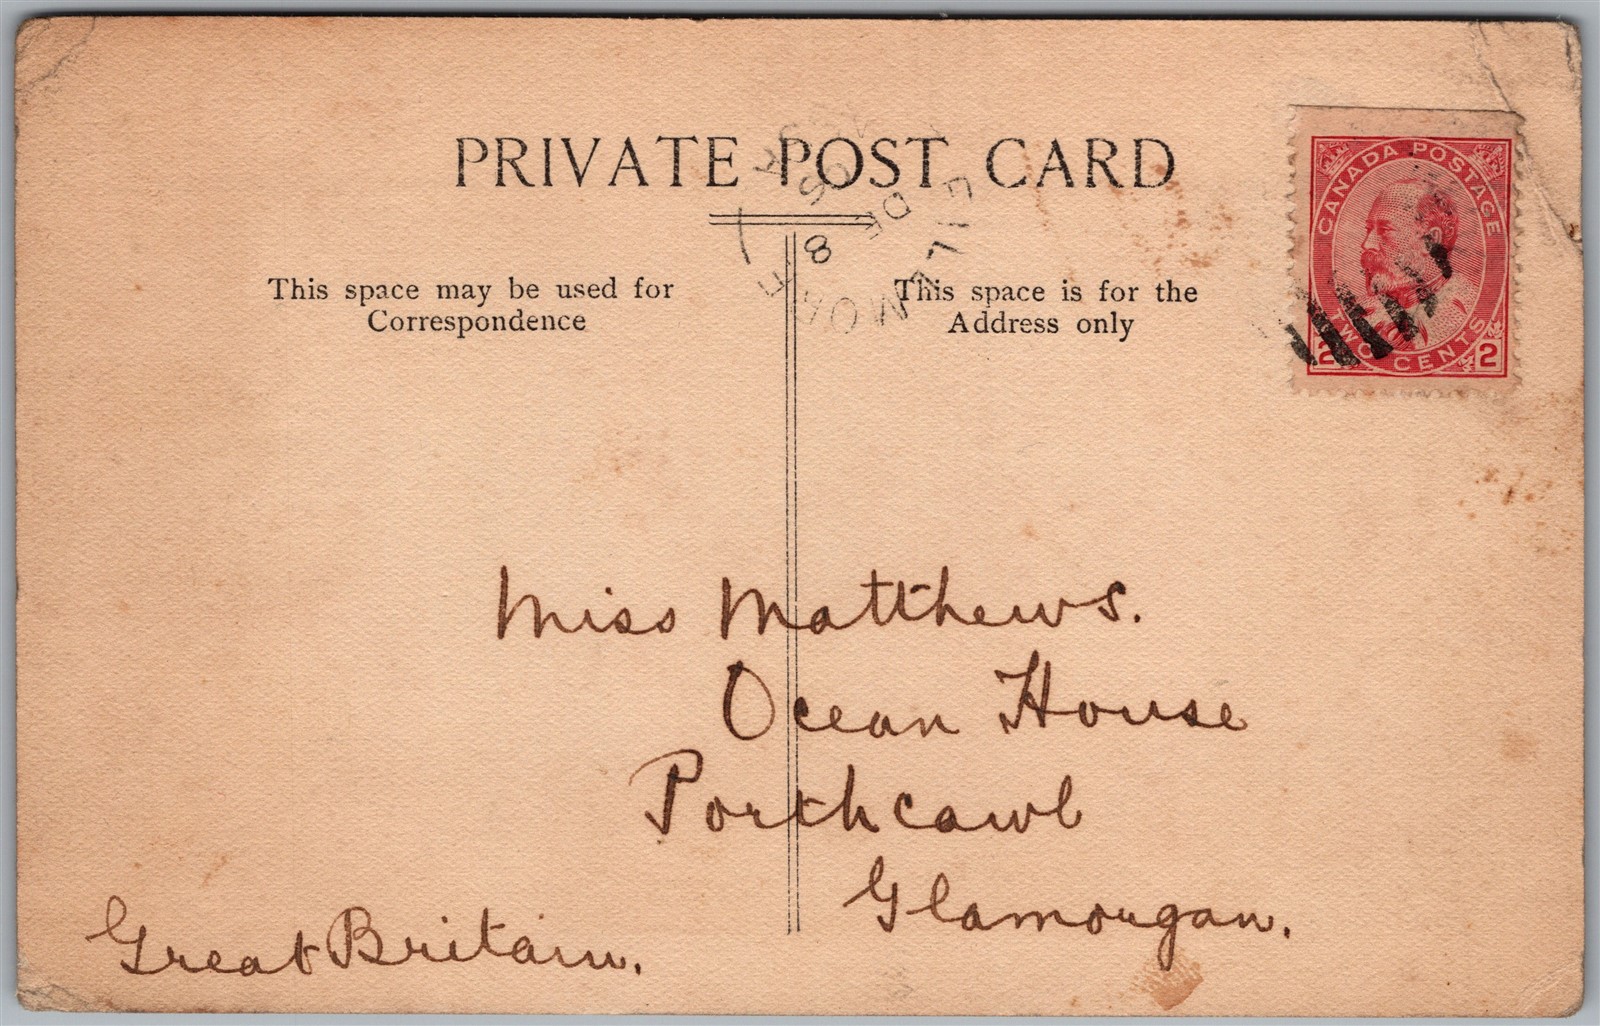 PRIVATE POST CARD
This space may be used for
Correspondence
This space is for the
Address only
CANADA POSTAGE
TWO CENTS
2 2
Miss Matthews.
Ocean House
Porthcawl
Glamorgan.
Great Britain.